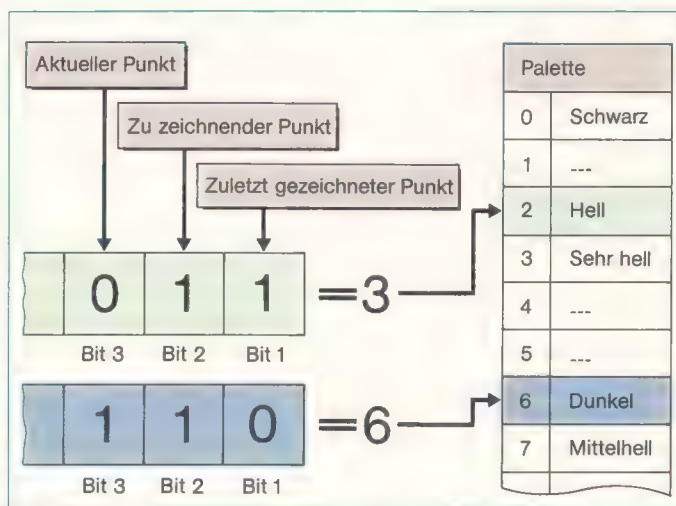 Aktueller Punkt
Zu zeichnender Punkt
Zuletzt gezeichneter Punkt
0 1 1 =3
Bit 3 Bit 2 Bit 1
1 1 0 =6
Bit 3 Bit 2 Bit 1
Palette
0 Schwarz
1 ---
2 Hell
3 Sehr hell
4 ---
5 ---
6 Dunkel
7 Mittelhell